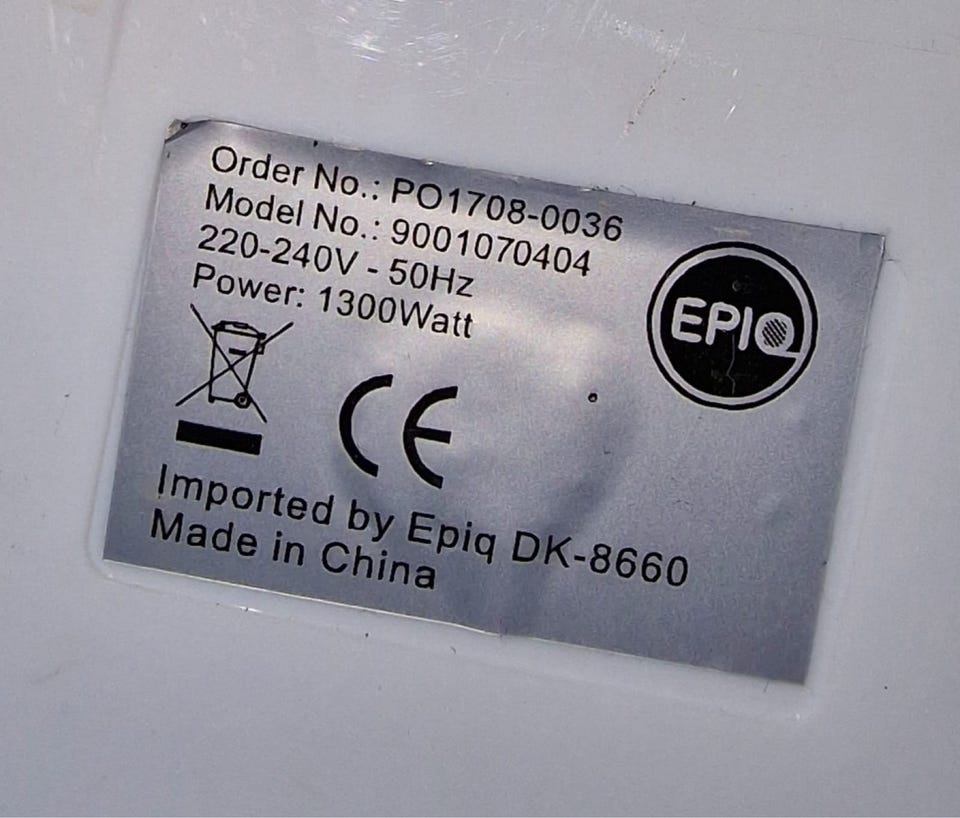 Order No.: PO1708-0036
Model No.: 9001070404
220-240V - 50Hz
Power: 1300Watt
EPIQ
CE
Imported by Epiq DK-8660
Made in China